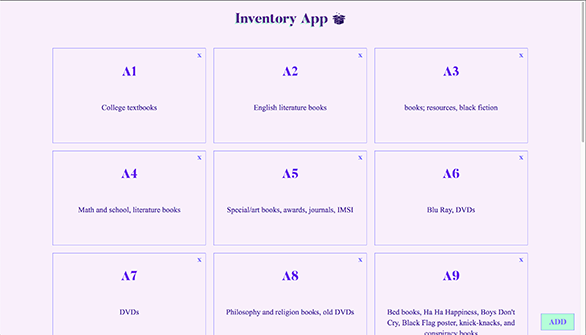 Inventory App
x
x
x
A1
A2
A3
College textbooks
English literature books
books; resources, black fiction
x
x
x
A4
A5
A6
Math and school, literature books
Special/art books, awards, journals, IMSI
Blu Ray, DVDs
x
x
x
A7
A8
A9
DVDs
Philosophy and religion books, old DVDs
Bed books, Ha Ha Happiness, Boys Don't
Cry, Black Flag poster, knick-knacks, and
conspiracy books
ADD